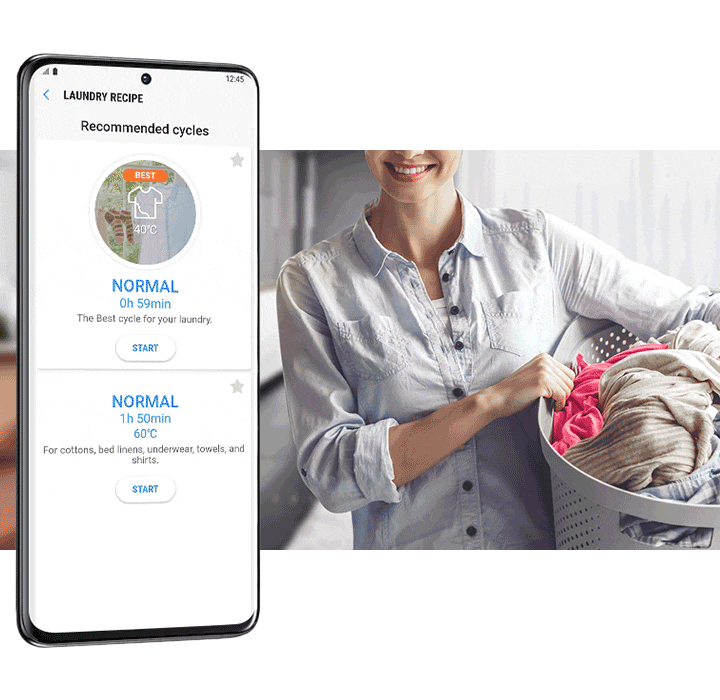 12:45
LAUNDRY RECIPE
Recommended cycles
BEST
40℃
NORMAL
0h 59min
The Best cycle for your laundry.
START
NORMAL
1h 50min
60℃
For cottons, bed linens, underwear, towels, and
shirts.
START